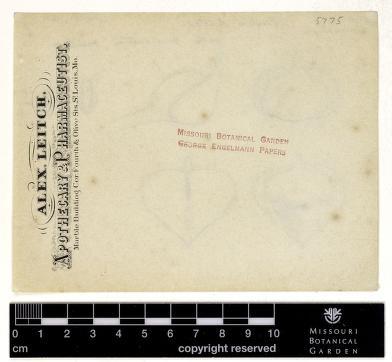 5775
ALEX. LEITCH,
APOTHECARY & PHARMACEUTIST,
Marble Building Cor. Fourth & Olive Sts. St. Louis, Mo.
MISSOURI BOTANICAL GARDEN
GEORGE ENGELMANN PAPERS
0 1 2 3 4 5 6 7 8 9 10
cm
copyright reserved
MISSOURI
BOTANICAL
GARDEN